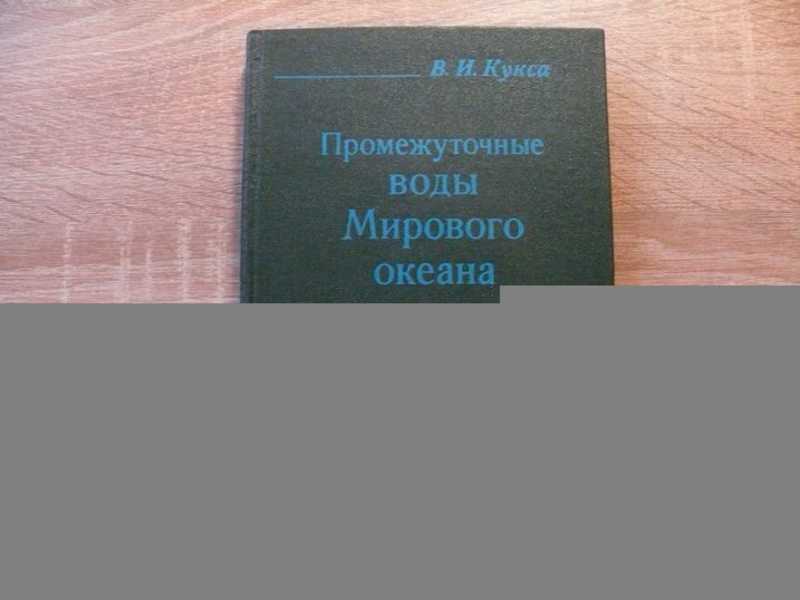 В. И. Кукса
Промежуточные
воды
Мирового
океана